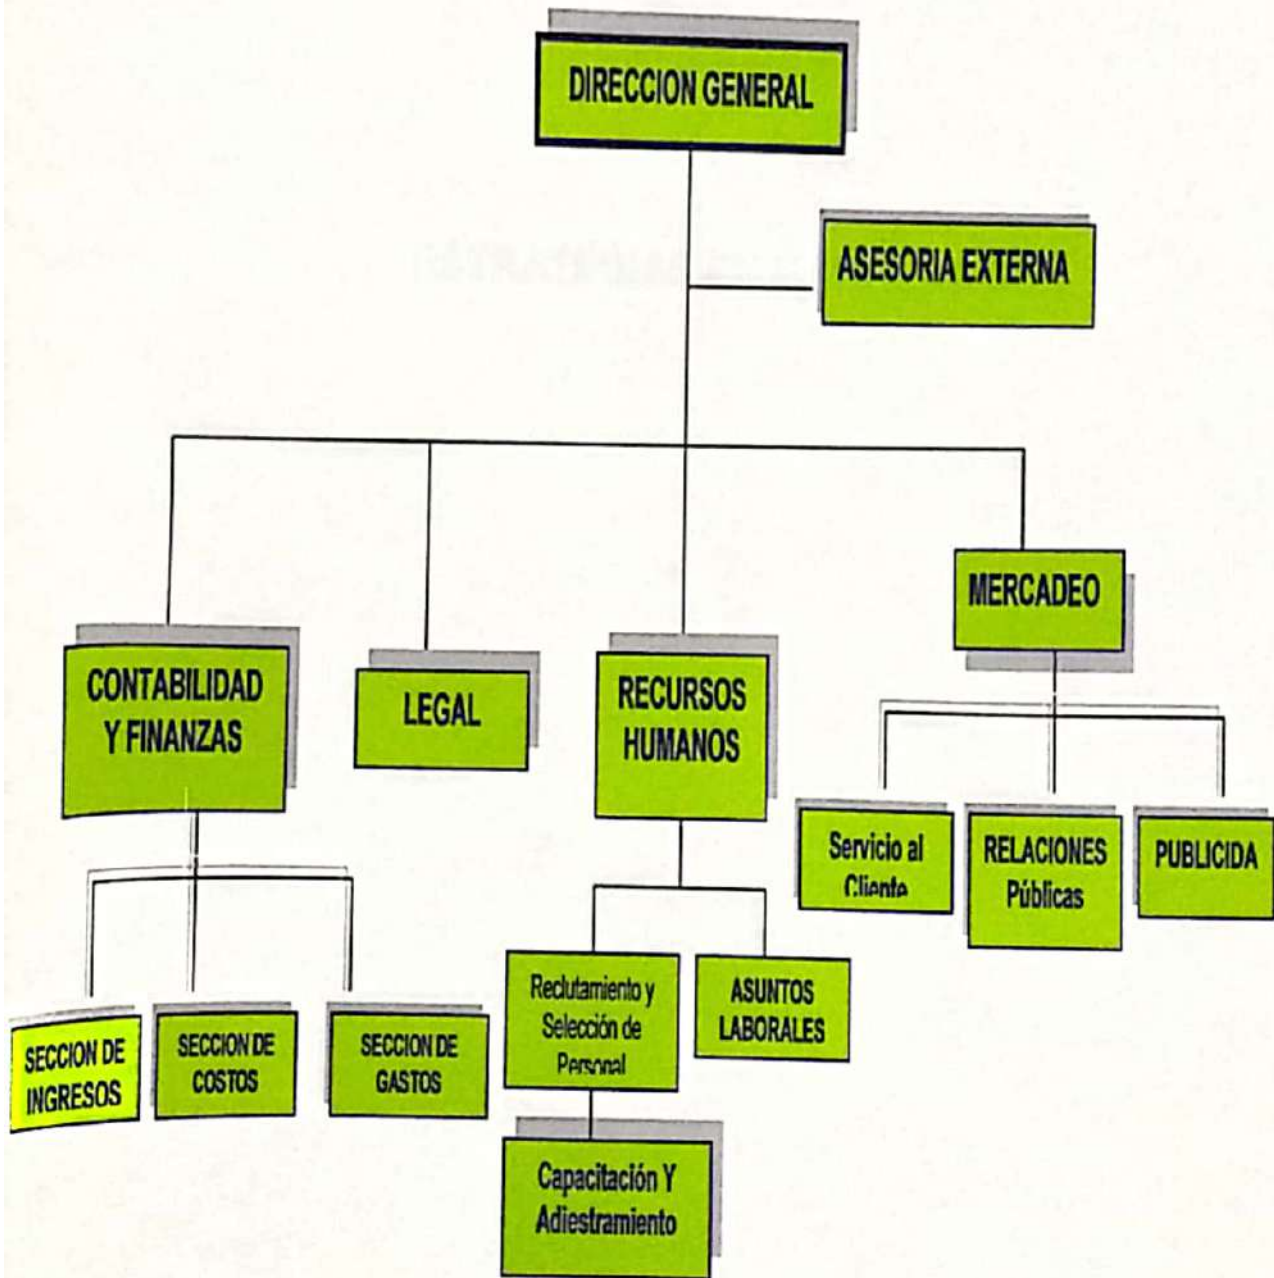 DIRECCION GENERAL
ASESORIA EXTERNA
MERCADEO
CONTABILIDAD
Y FINANZAS
LEGAL
RECURSOS
HUMANOS
Servicio al
Cliente
RELACIONES
Públicas
PUBLICIDA
Reclutamiento y
Selección de
Personal
ASUNTOS
LABORALES
SECCION DE
INGRESOS
SECCION DE
COSTOS
SECCION DE
GASTOS
Capacitación Y
Adiestramiento